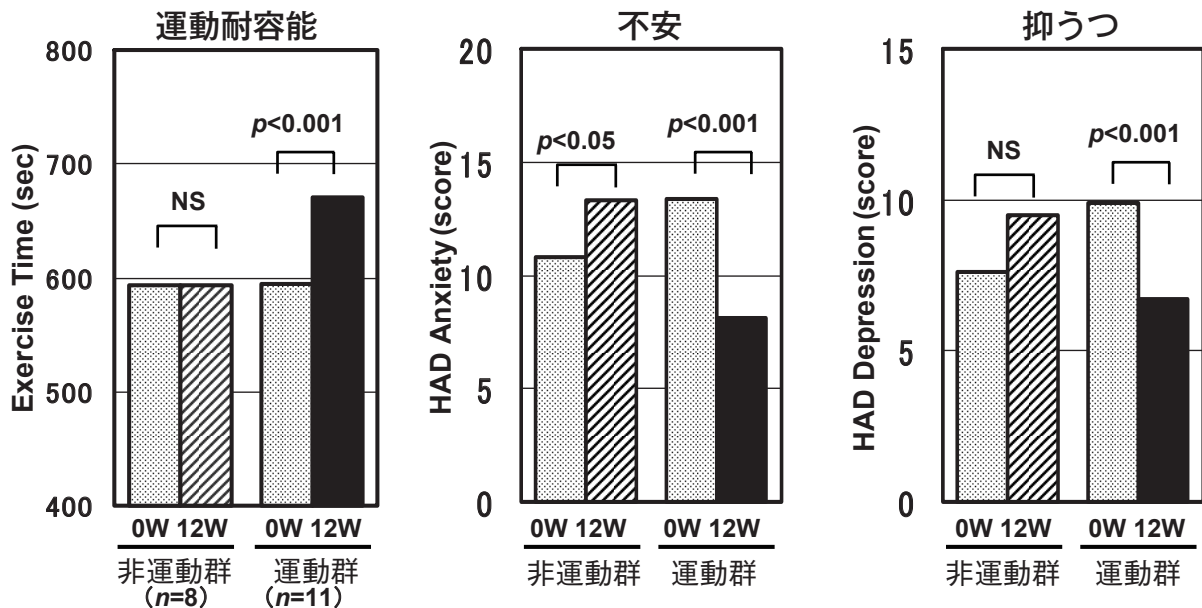 運動耐容能
Exercise Time (sec)
800
700
600
500
400
NS
p<0.001
0W 12W 0W 12W
非運動群 運動群
（n=8） （n=11）
不安
HAD Anxiety (score)
20
15
10
5
0
p<0.05
p<0.001
0W 12W 0W 12W
非運動群 運動群
抑うつ
HAD Depression (score)
15
10
5
0
NS
p<0.001
0W 12W 0W 12W
非運動群 運動群